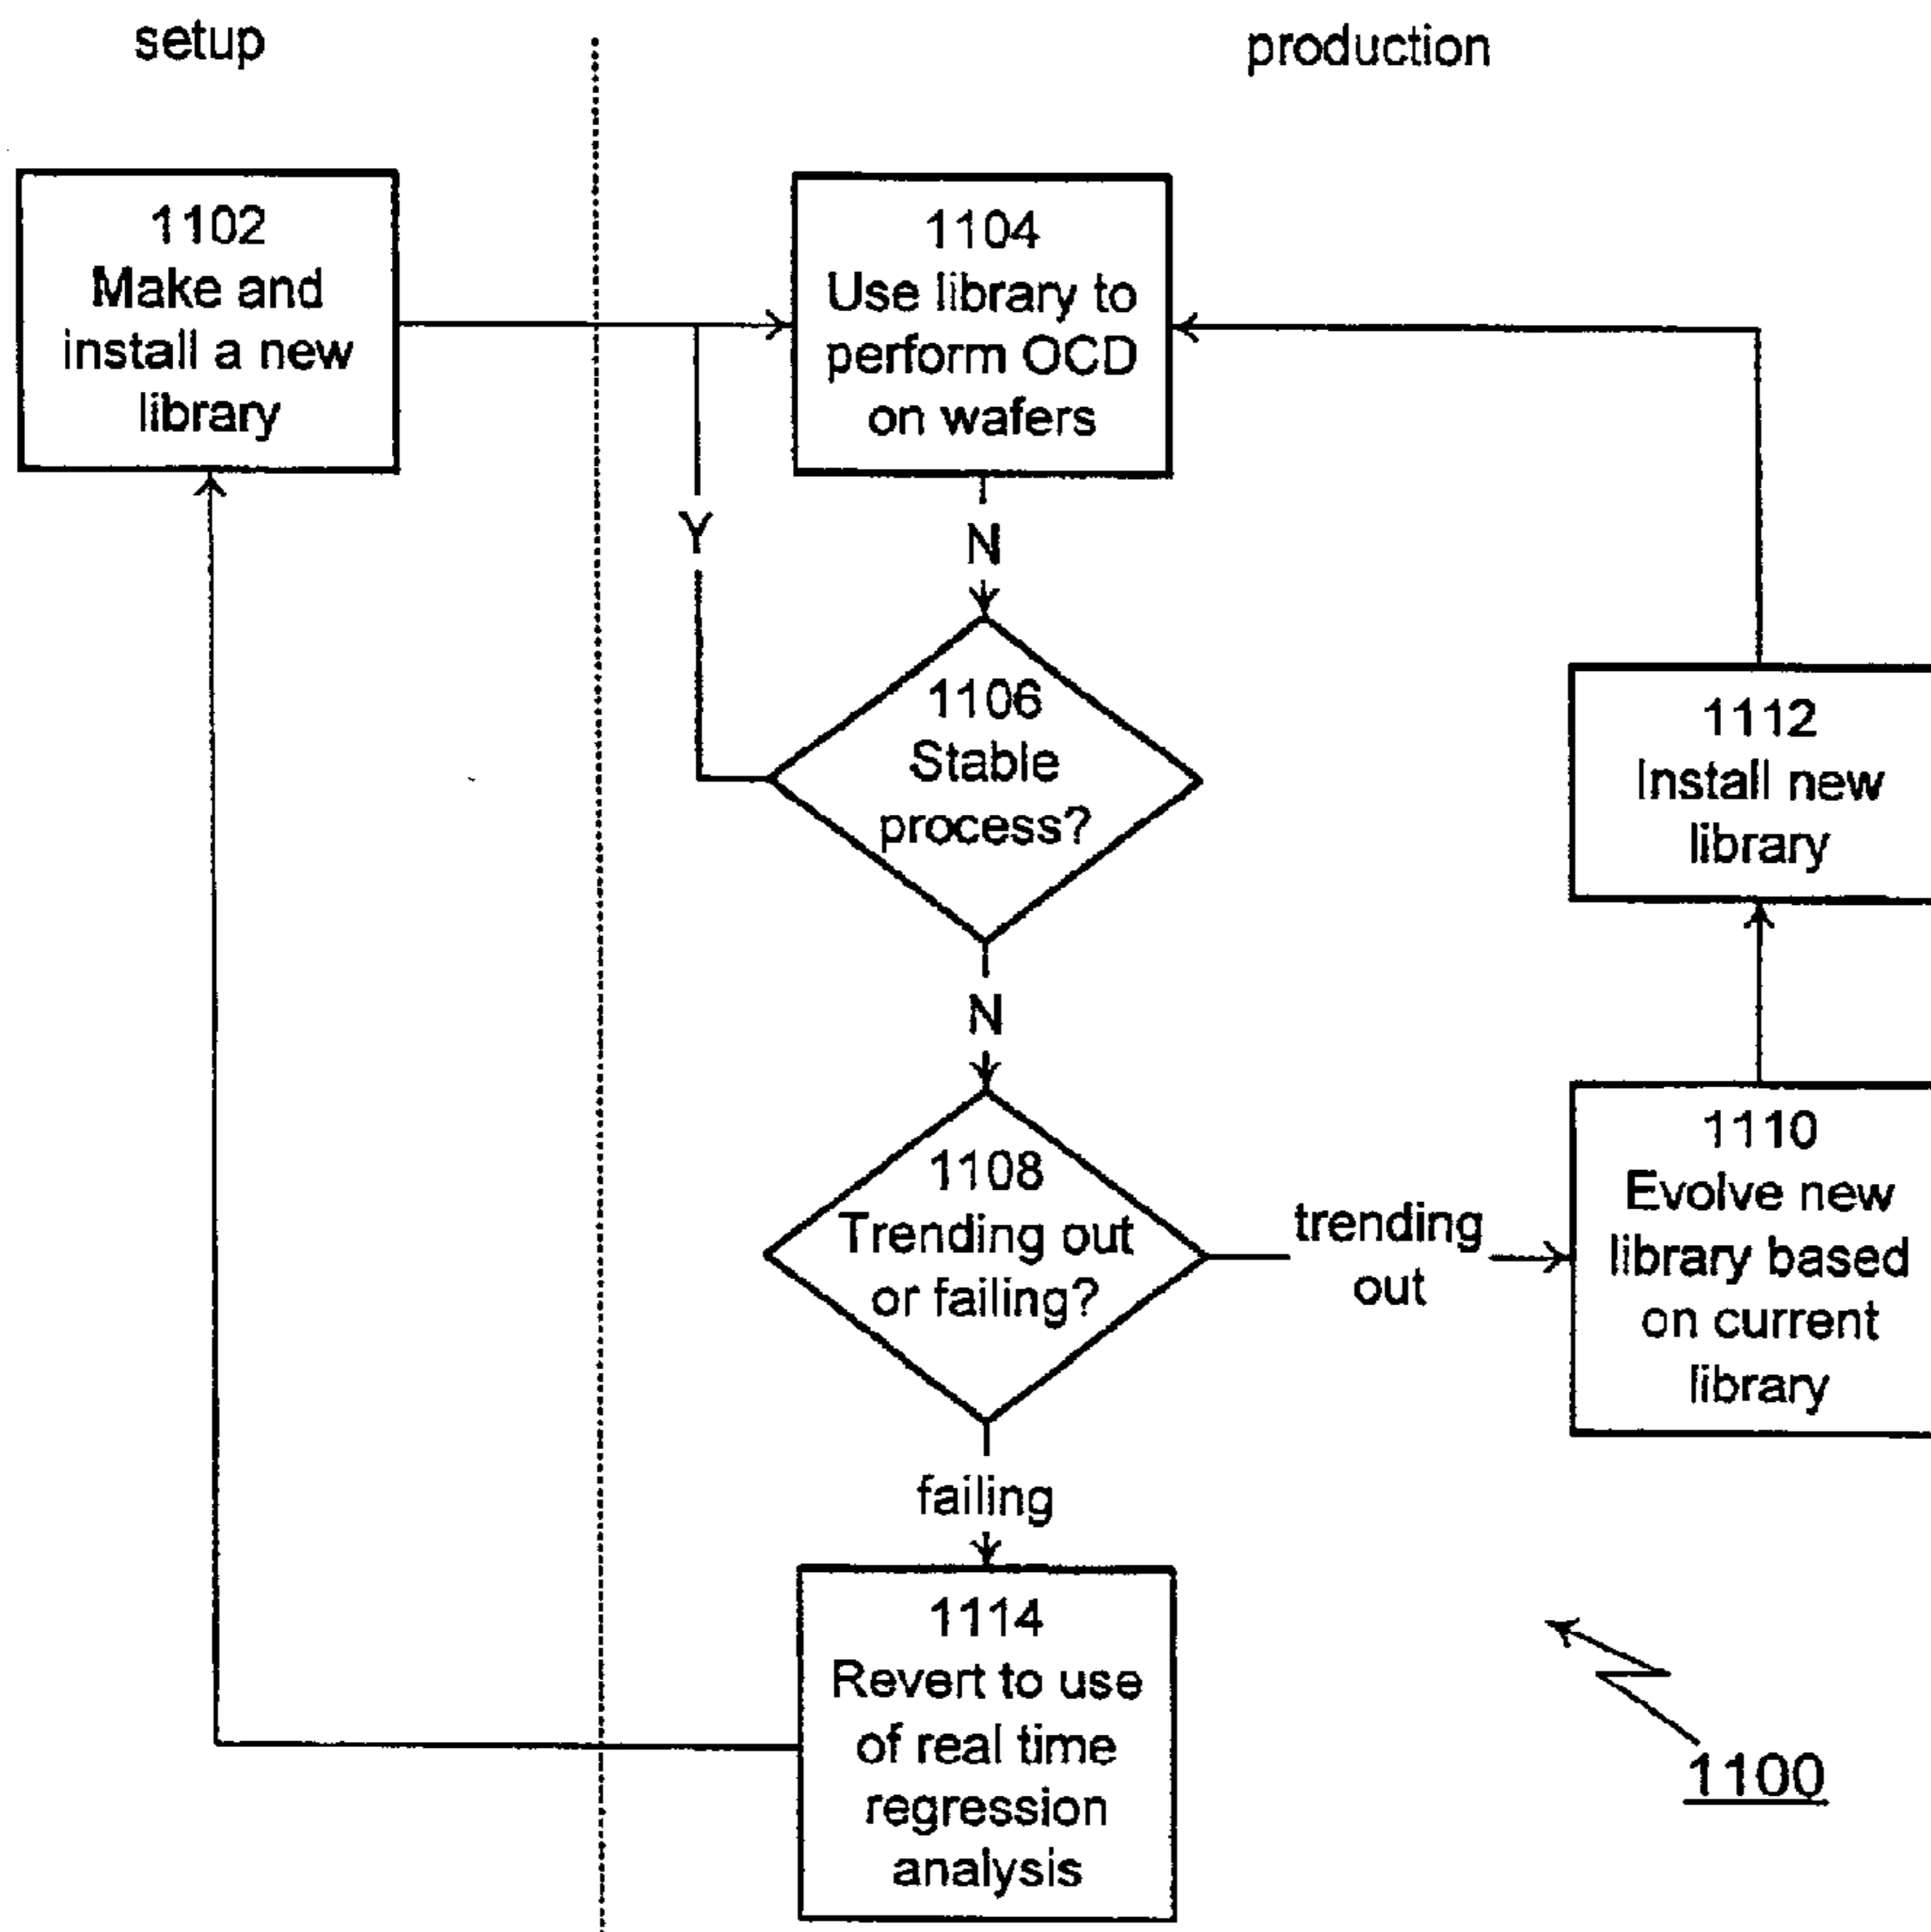 setup
production
1102
Make and
install a new
library
1104
Use library to
perform OCD
on wafers
Y
N
1106
Stable
process?
N
1108
Trending out
or failing?
trending
out
failing
1110
Evolve new
library based
on current
library
1112
Install new
library
1114
Revert to use
of real time
regression
analysis
1100